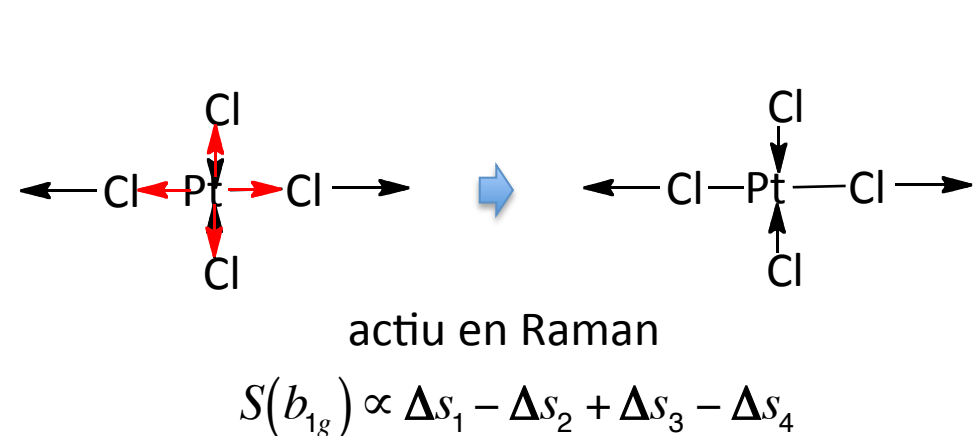 Cl Cl
Cl Pt Cl Cl Pt Cl
Cl Cl
actiu en Raman
S(b₁g) ∝ Δs₁ − Δs₂ + Δs₃ − Δs₄